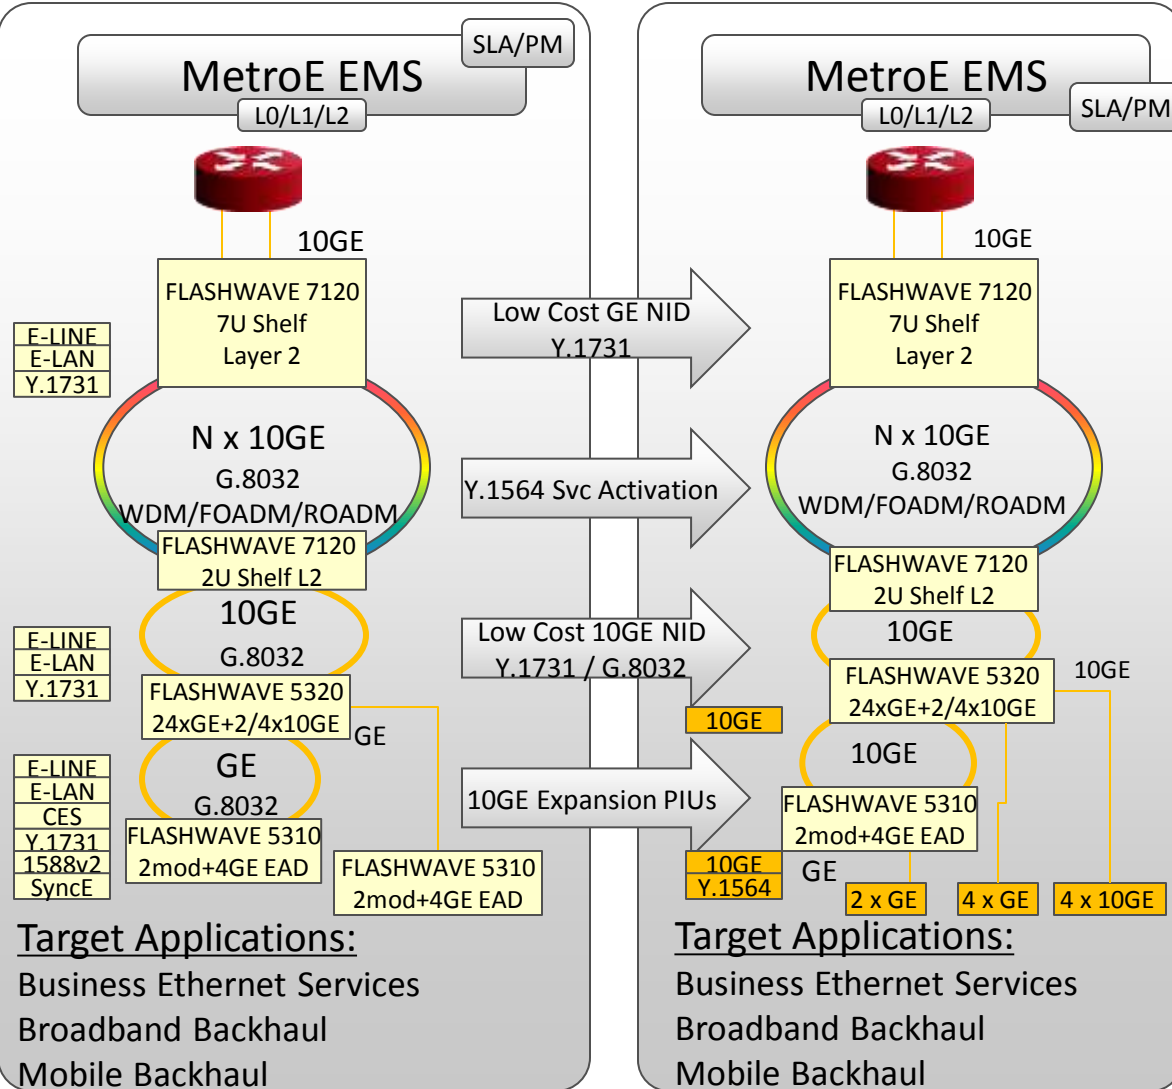 SLA/PM
MetroE EMS
L0/L1/L2
10GE
FLASHWAVE 7120
7U Shelf
Layer 2
E-LINE
E-LAN
Y.1731
N x 10GE
G.8032
WDM/FOADM/ROADM
FLASHWAVE 7120
2U Shelf L2
10GE
G.8032
E-LINE
E-LAN
Y.1731
FLASHWAVE 5320
24xGE+2/4x10GE
GE
GE
G.8032
E-LINE
E-LAN
CES
Y.1731
1588v2
SyncE
FLASHWAVE 5310
2mod+4GE EAD
FLASHWAVE 5310
2mod+4GE EAD
Target Applications:
Business Ethernet Services
Broadband Backhaul
Mobile Backhaul
Low Cost GE NID
Y.1731
Y.1564 Svc Activation
Low Cost 10GE NID
Y.1731 / G.8032
10GE Expansion PIUs
MetroE EMS
SLA/PM
L0/L1/L2
10GE
FLASHWAVE 7120
7U Shelf
Layer 2
N x 10GE
G.8032
WDM/FOADM/ROADM
FLASHWAVE 7120
2U Shelf L2
10GE
FLASHWAVE 5320
24xGE+2/4x10GE
10GE
10GE
10GE
FLASHWAVE 5310
2mod+4GE EAD
10GE
Y.1564
GE
2 x GE
4 x GE
4 x 10GE
Target Applications:
Business Ethernet Services
Broadband Backhaul
Mobile Backhaul